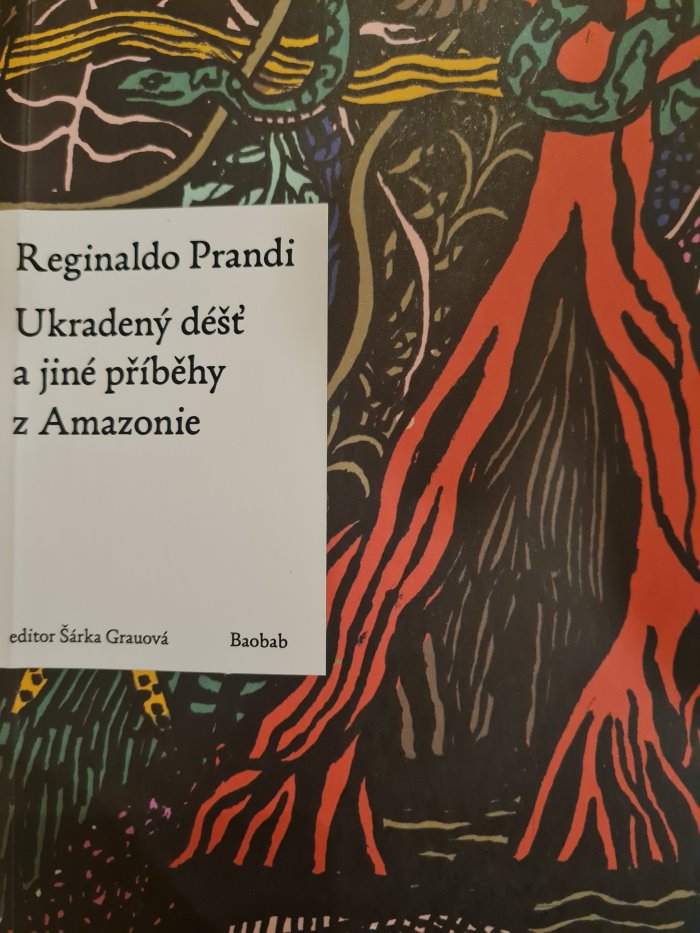 Reginaldo Prandi
Ukradený déšť
a jiné příběhy
z Amazonie
editor Šárka Grauová
Baobab